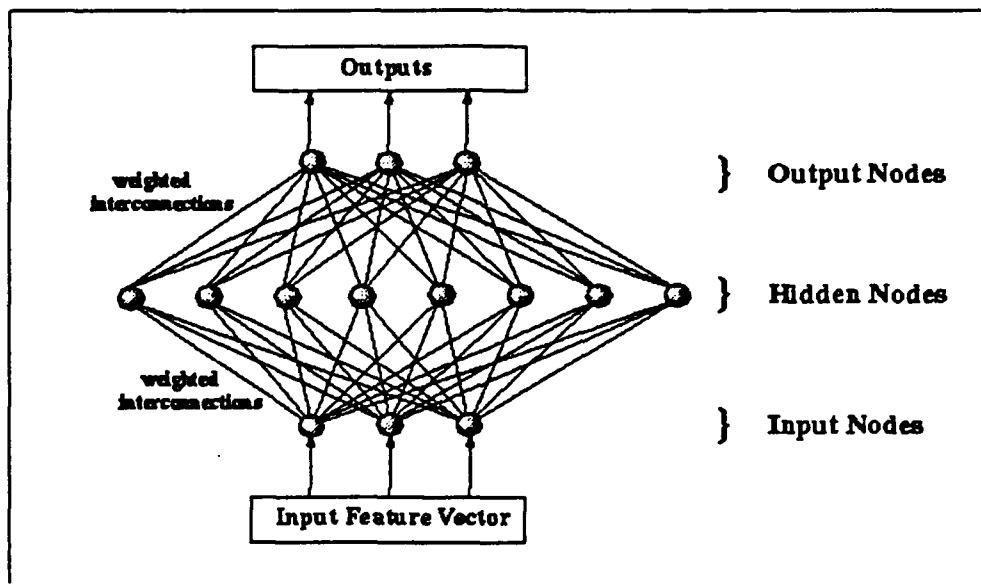 Outputs
weighted
interconnections
} Output Nodes
} Hidden Nodes
weighted
interconnections
} Input Nodes
Input Feature Vector